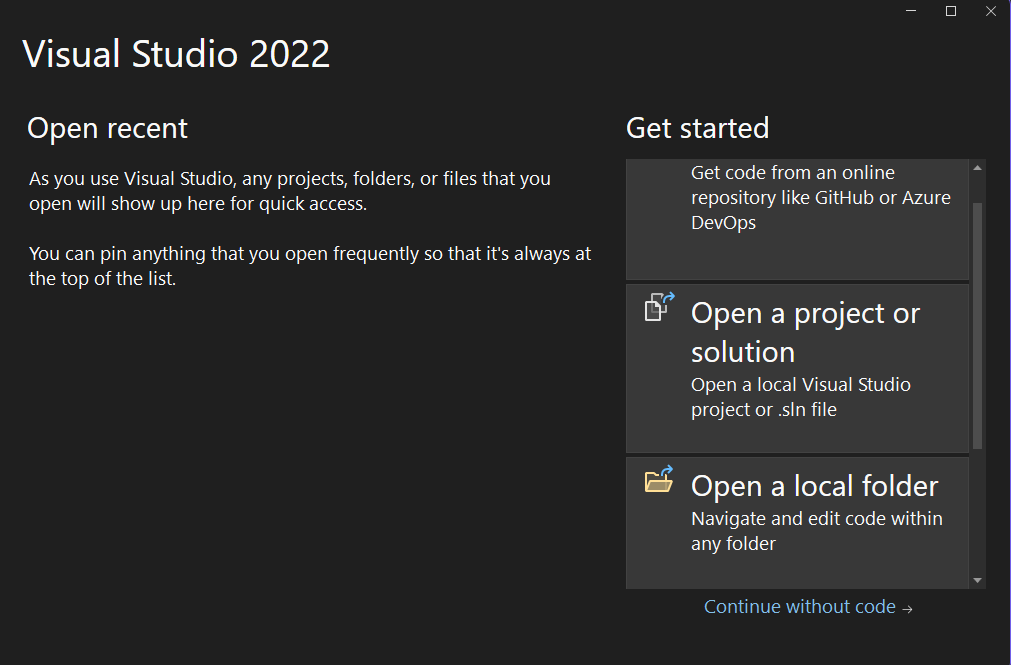 Visual Studio 2022
Open recent
As you use Visual Studio, any projects, folders, or files that you
open will show up here for quick access.
You can pin anything that you open frequently so that it's always at
the top of the list.
Get started
Get code from an online
repository like GitHub or Azure
DevOps
Open a project or
solution
Open a local Visual Studio
project or .sln file
Open a local folder
Navigate and edit code within
any folder
Continue without code →